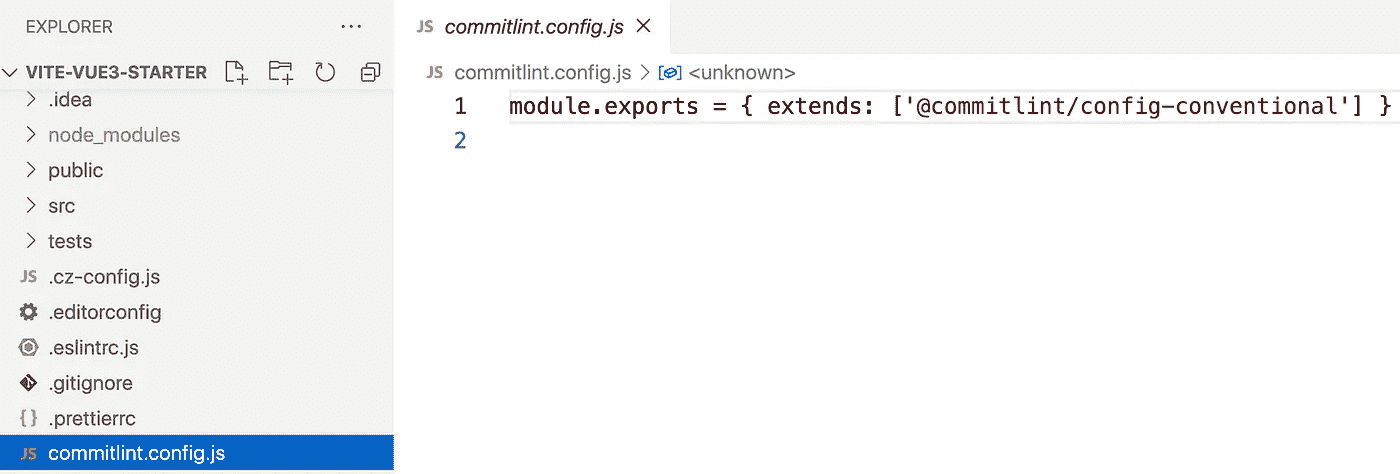 EXPLORER
VITE-VUE3-STARTER
.idea
node_modules
public
src
tests
JS .cz-config.js
.editorconfig
.eslintrc.js
.gitignore
{} .prettierrc
JS commitlint.config.js
JS commitlint.config.js
JS commitlint.config.js > <unknown>
1 module.exports = { extends: ['@commitlint/config-conventional'] }
2